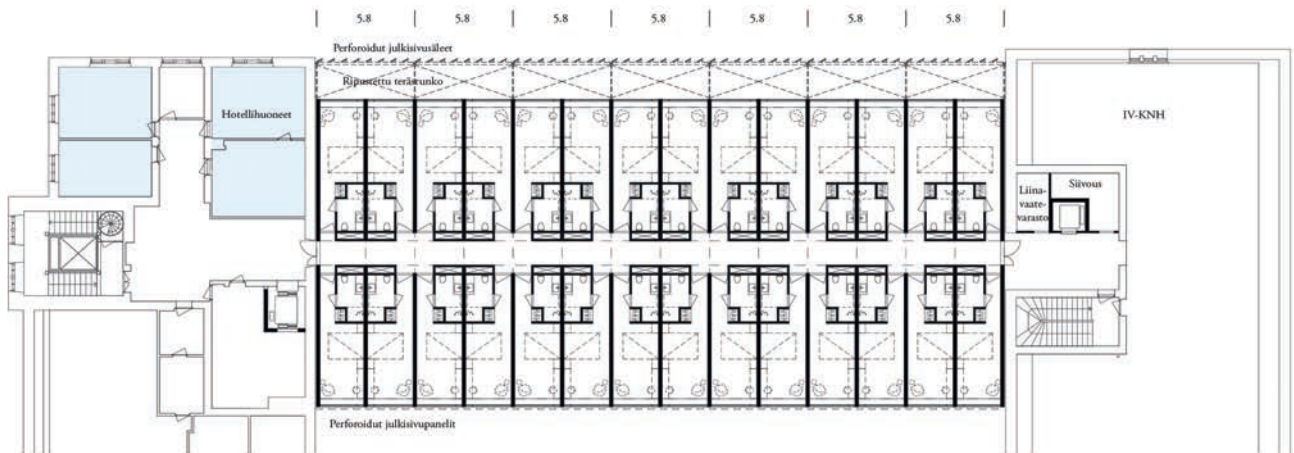 5.8 5.8 5.8 5.8 5.8 5.8 5.8
Perforoidut julkisivusäleet
Ripustettu teräsrunko
Hotellihuoneet
IV-KNH
Liina-
vaate-
varasto
Siivous
Perforoidut julkisivupanelit